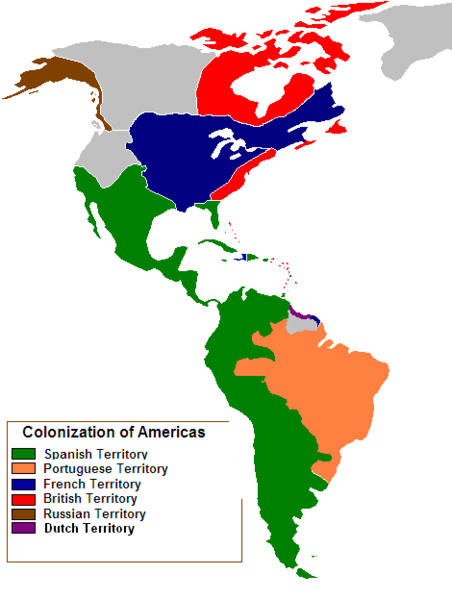 Colonization of Americas
Spanish Territory
Portuguese Territory
French Territory
British Territory
Russian Territory
Dutch Territory